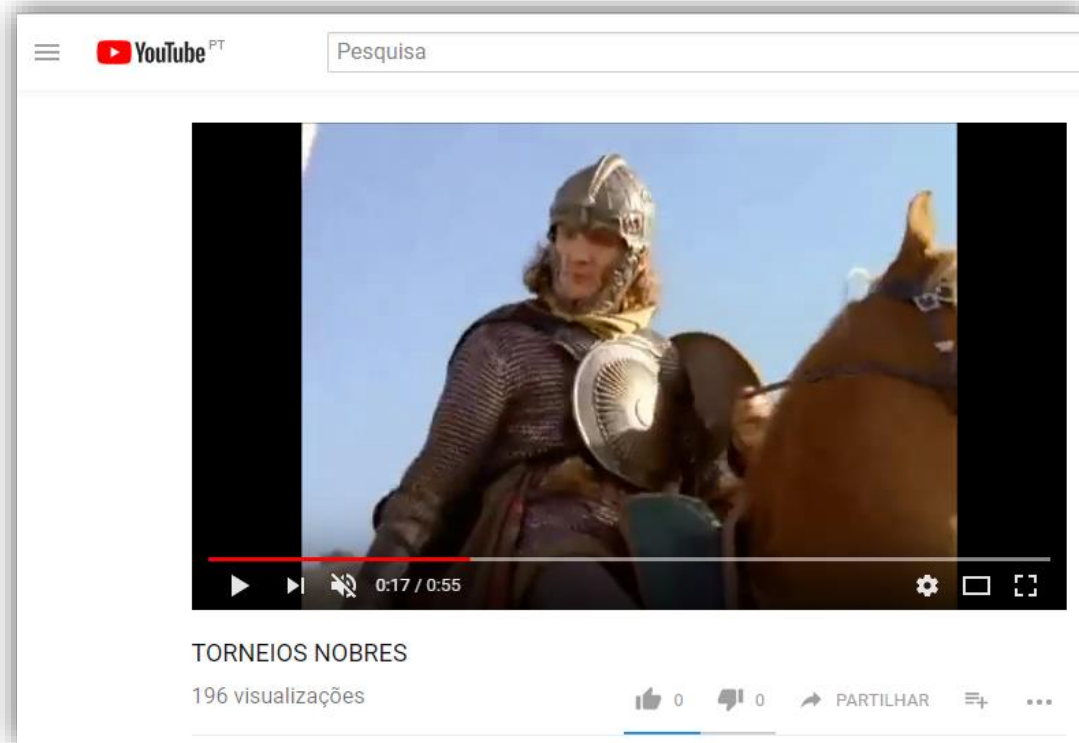 YouTube PT
Pesquisa
0:17 / 0:55
TORNEIOS NOBRES
196 visualizações
0
0
PARTILHAR